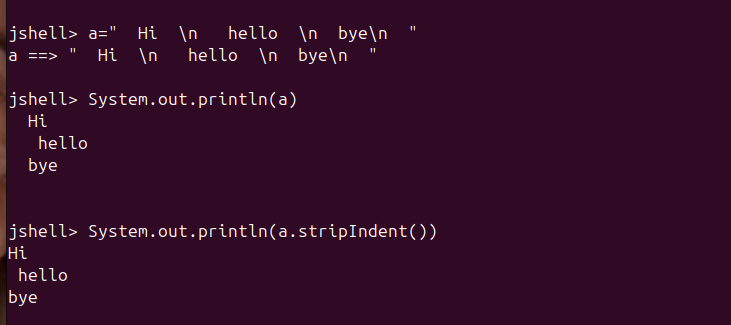 jshell> a="  Hi  \n   hello  \n  bye\n  "
a ==> "  Hi  \n   hello  \n  bye\n  "
jshell> System.out.println(a)
  Hi
   hello
  bye
jshell> System.out.println(a.stripIndent())
Hi
 hello
bye